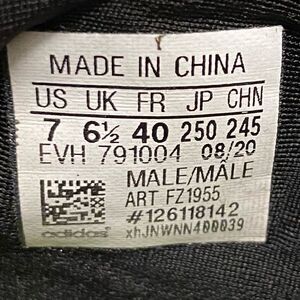 MADE IN CHINA
US UK FR JP CHN
7 6½ 40 250 245
EVH 791004 08/20
MALE/MÂLE
ART FZ1955
#126118142
adidas xhJNWNN400039